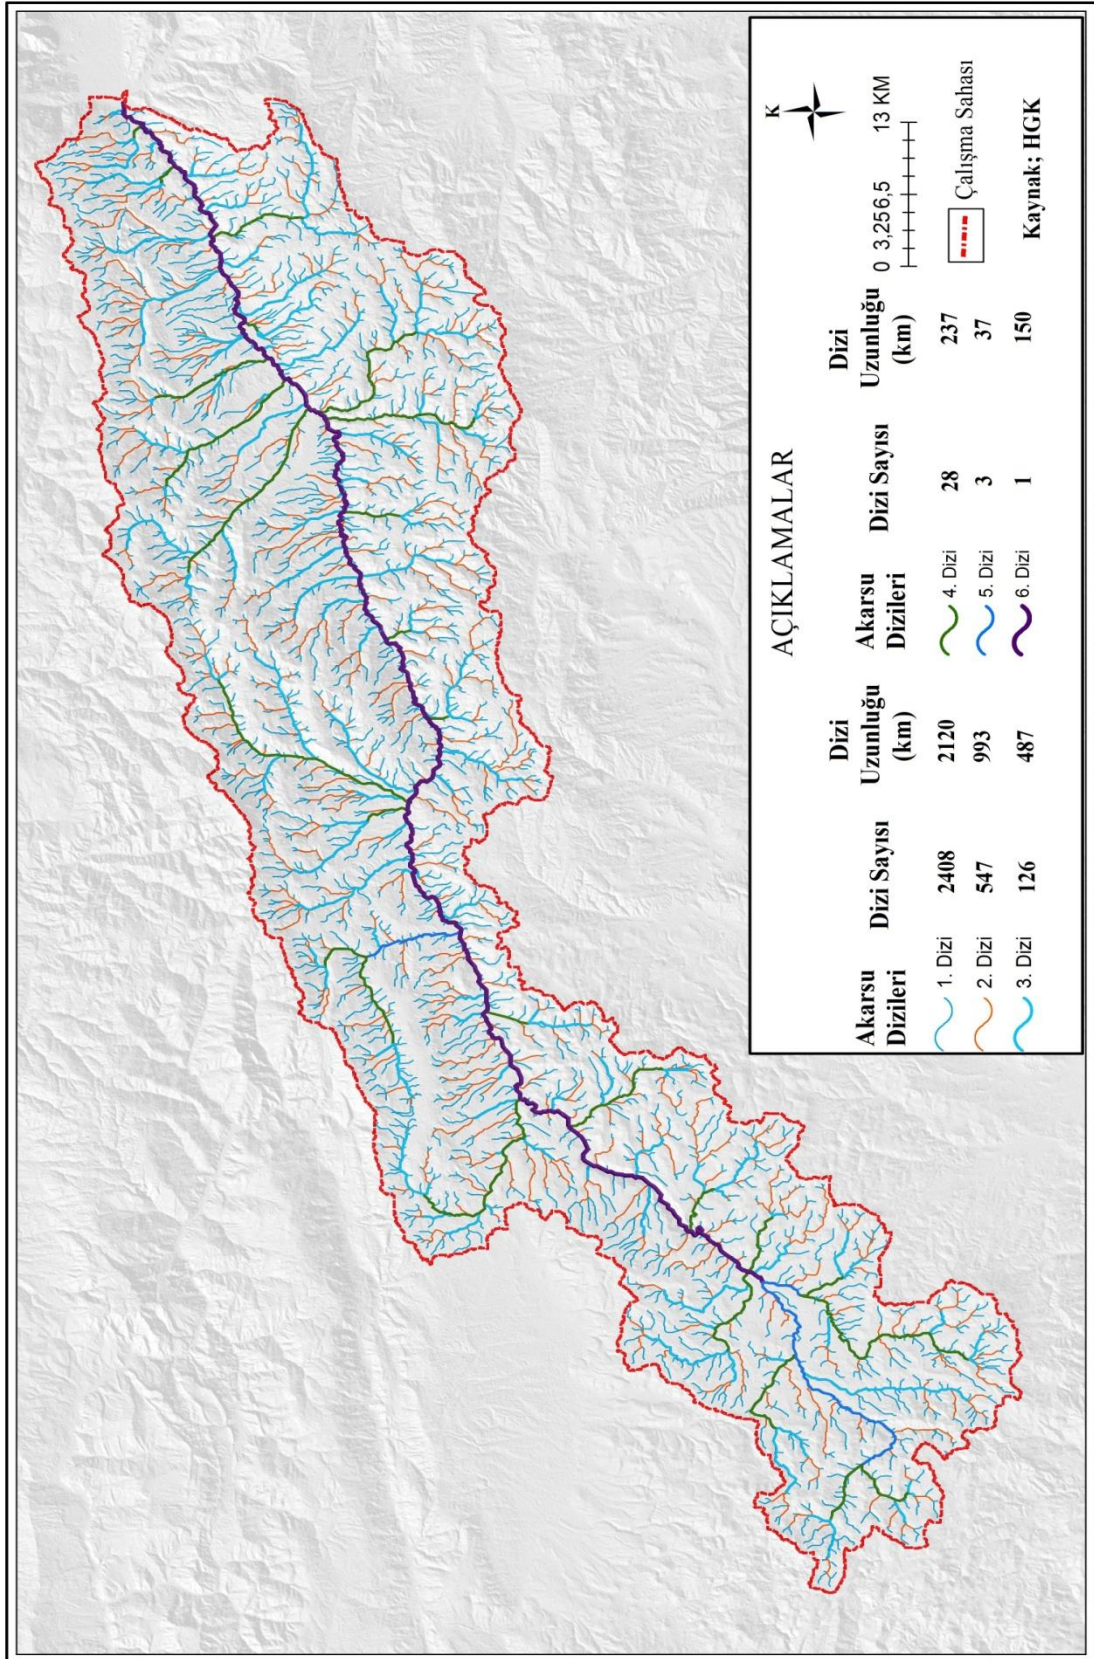 AÇIKLAMALAR
Akarsu Dizileri Dizi Sayısı Dizi Uzunluğu (km) Akarsu Dizileri Dizi Sayısı Dizi Uzunluğu (km)
1. Dizi 2408 2120 4. Dizi 28 237
2. Dizi 547 993 5. Dizi 3 37
3. Dizi 126 487 6. Dizi 1 150
K
0 3,256,5 13 KM
Çalışma Sahası
Kaynak; HGK